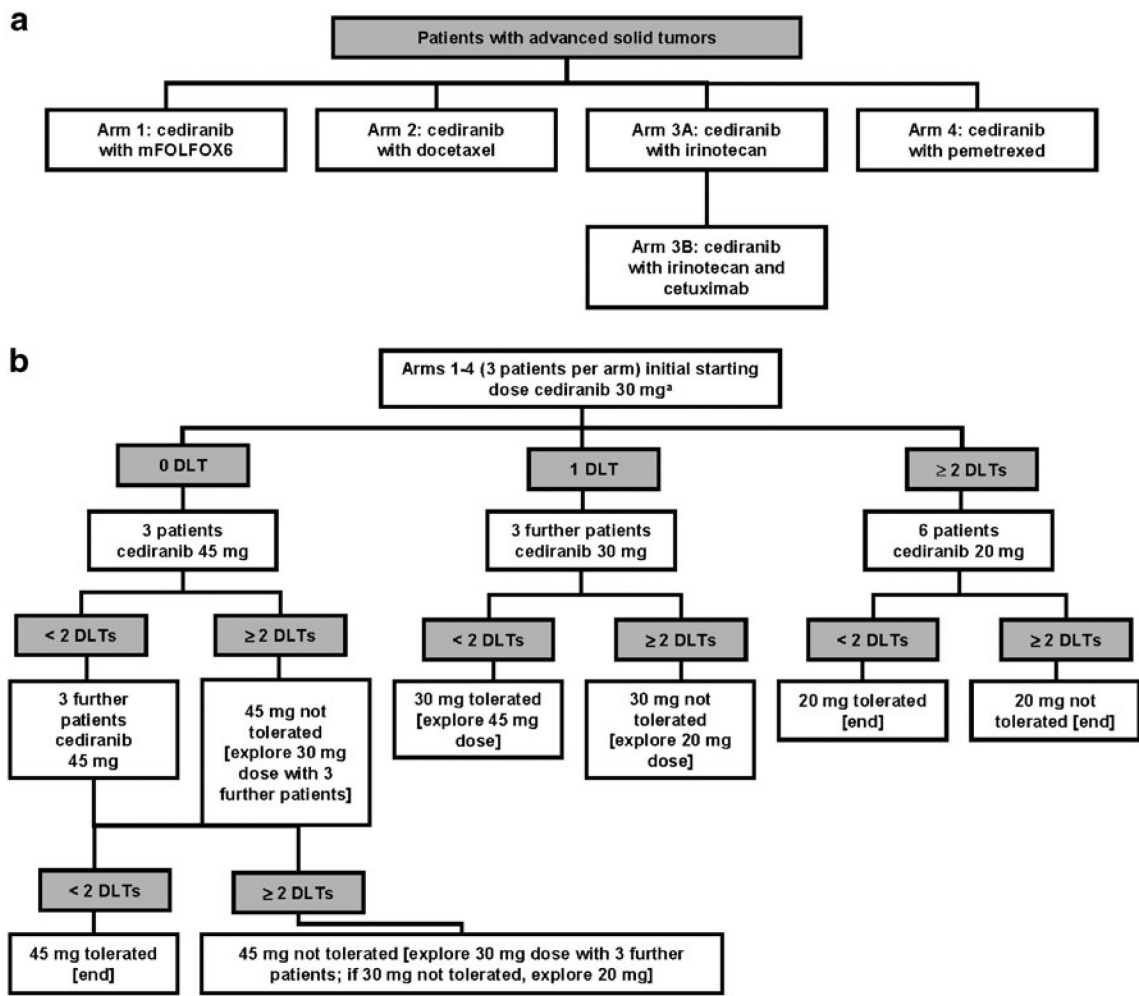 a
Patients with advanced solid tumors
Arm 1: cediranib
with mFOLFOX6
Arm 2: cediranib
with docetaxel
Arm 3A: cediranib
with irinotecan
Arm 4: cediranib
with pemetrexed
Arm 3B: cediranib
with irinotecan and
cetuximab
b
Arms 1-4 (3 patients per arm) initial starting
dose cediranib 30 mgᵃ
0 DLT
1 DLT
≥ 2 DLTs
3 patients
cediranib 45 mg
3 further patients
cediranib 30 mg
6 patients
cediranib 20 mg
< 2 DLTs
≥ 2 DLTs
< 2 DLTs
≥ 2 DLTs
< 2 DLTs
≥ 2 DLTs
3 further
patients
cediranib
45 mg
45 mg not
tolerated
[explore 30 mg
dose with 3
further patients]
30 mg tolerated
[explore 45 mg
dose]
30 mg not
tolerated
[explore 20 mg
dose]
20 mg tolerated
[end]
20 mg not
tolerated [end]
< 2 DLTs
≥ 2 DLTs
45 mg tolerated
[end]
45 mg not tolerated [explore 30 mg dose with 3 further
patients; if 30 mg not tolerated, explore 20 mg]